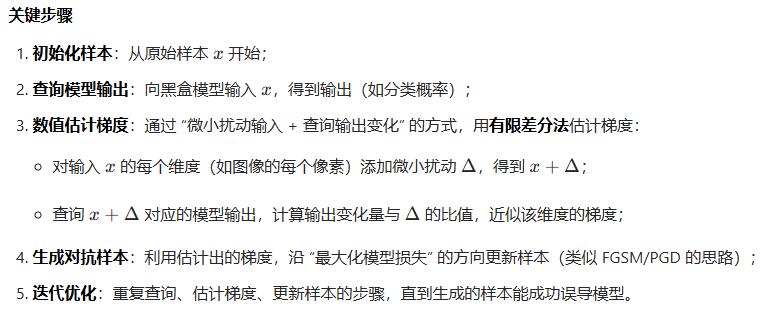 关键步骤
1. 初始化样本：从原始样本 x 开始；
2. 查询模型输出：向黑盒模型输入 x，得到输出（如分类概率）；
3. 数值估计梯度：通过 “微小扰动输入 + 查询输出变化” 的方式，用有限差分法估计梯度：
○ 对输入 x 的每个维度（如图像的每个像素）添加微小扰动 Δ，得到 x + Δ；
○ 查询 x + Δ 对应的模型输出，计算输出变化量与 Δ 的比值，近似该维度的梯度；
4. 生成对抗样本：利用估计出的梯度，沿 “最大化模型损失” 的方向更新样本（类似 FGSM/PGD 的思路）；
5. 迭代优化：重复查询、估计梯度、更新样本的步骤，直到生成的样本能成功误导模型。